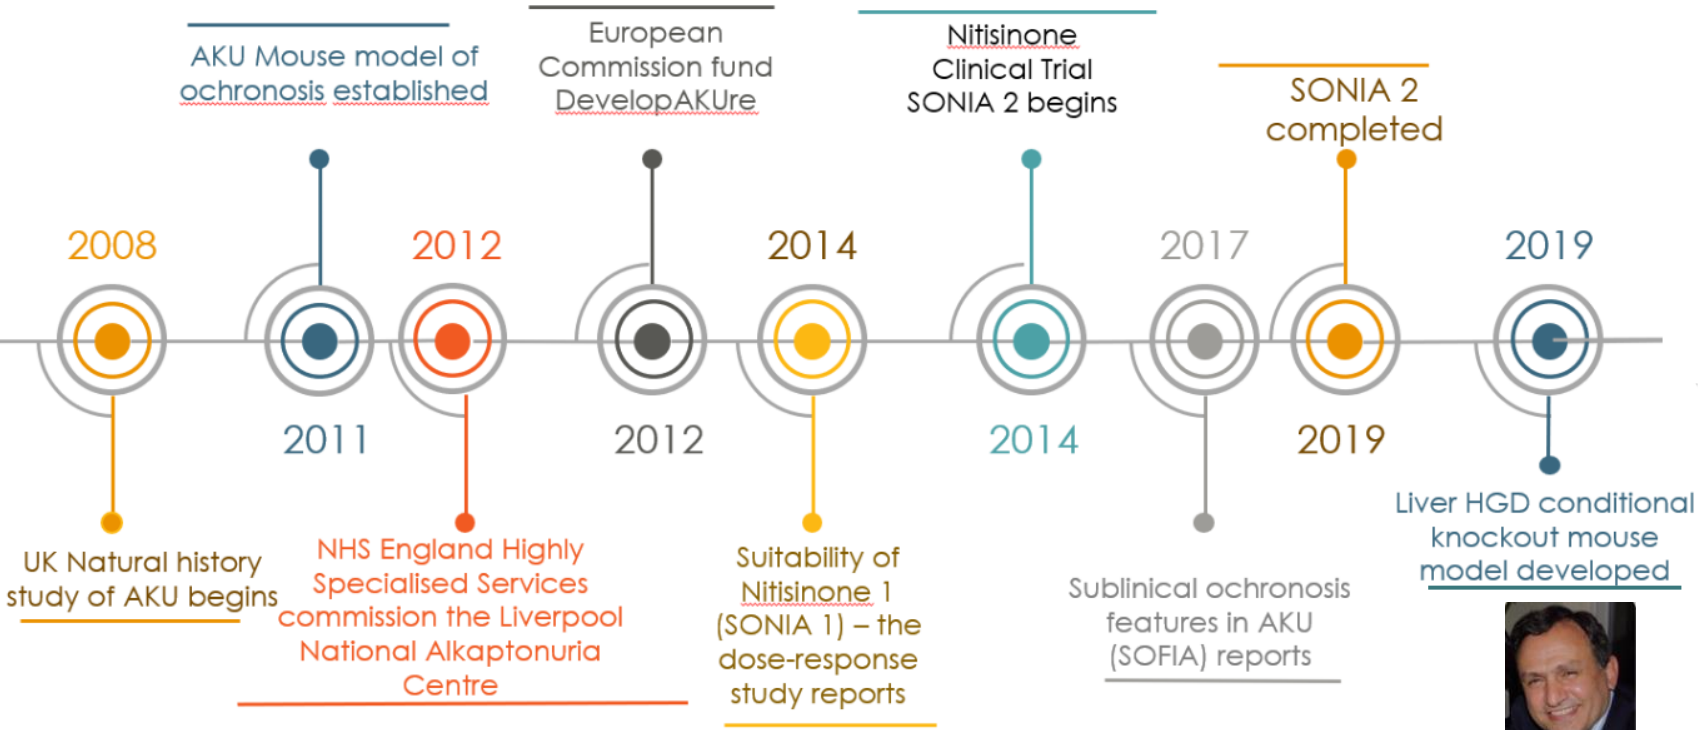 AKU Mouse model of
ochronosis established
European
Commission fund
DevelopAKUre
Nitisinone
Clinical Trial
SONIA 2 begins
SONIA 2
completed
2008
2012
2014
2017
2019
2011
2012
2014
2019
UK Natural history
study of AKU begins
NHS England Highly
Specialised Services
commission the Liverpool
National Alkaptonuria
Centre
Suitability of
Nitisinone 1
(SONIA 1) – the
dose-response
study reports
Sublinical ochronosis
features in AKU
(SOFIA) reports
Liver HGD conditional
knockout mouse
model developed